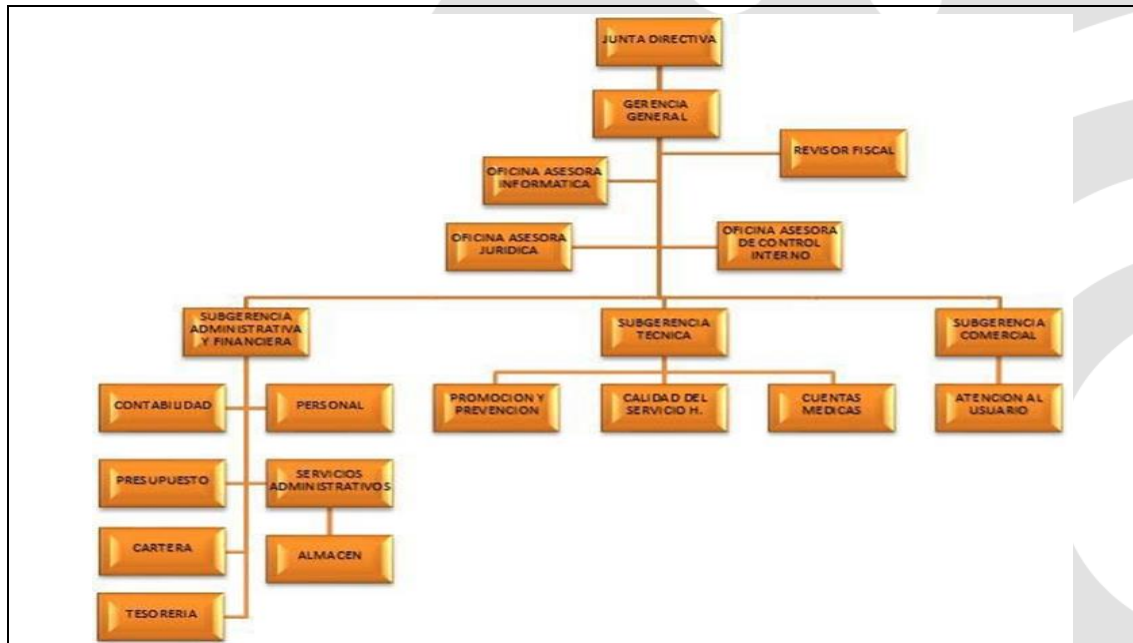 JUNTA DIRECTIVA
GERENCIA
GENERAL
REVISOR FISCAL
OFICINA ASESORA
INFORMATICA
OFICINA ASESORA
JURIDICA
OFICINA ASESORA
DE CONTROL
INTERNO
SUBGERENCIA
ADMINISTRATIVA
Y FINANCIERA
SUBGERENCIA
TECNICA
SUBGERENCIA
COMERCIAL
CONTABILIDAD
PERSONAL
PROMOCION Y
PREVENCION
CALIDAD DEL
SERVICIO H.
CUENTAS
MEDICAS
ATENCION AL
USUARIO
PRESUPUESTO
SERVICIOS
ADMINISTRATIVOS
CARTERA
ALMACEN
TESORERIA